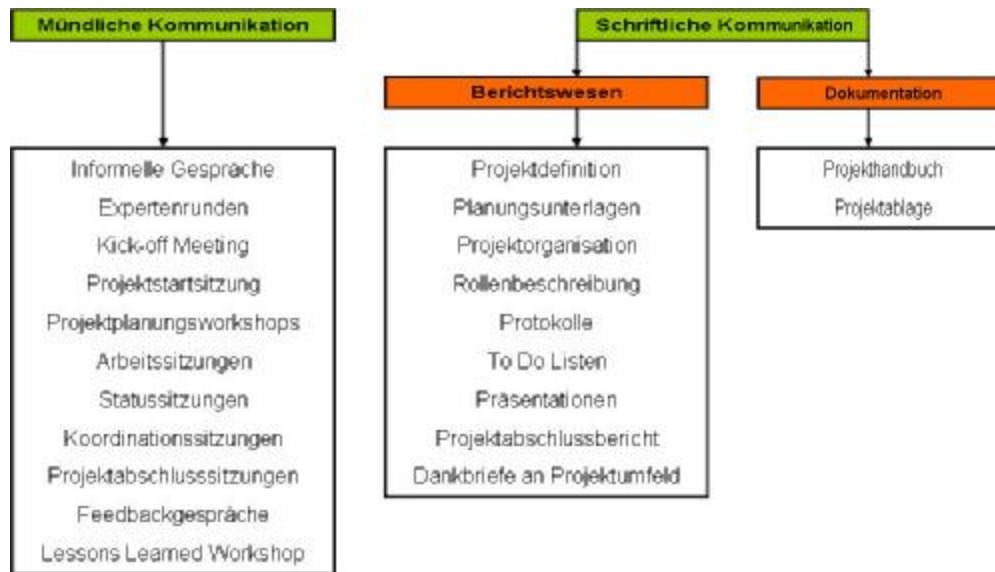 Mündliche Kommunikation
Informelle Gespräche
Expertenrunden
Kick-off Meeting
Projektstartsitzung
Projektplanungsworkshops
Arbeitssitzungen
Statussitzungen
Koordinationssitzungen
Projektabschlusssitzungen
Feedbackgespräche
Lessons Learned Workshop
Schriftliche Kommunikation
Berichtswesen
Projektdefinition
Planungsunterlagen
Projektorganisation
Rollenbeschreibung
Protokolle
To Do Listen
Präsentationen
Projektabschlussbericht
Dankbriefe an Projektumfeld
Dokumentation
Projekthandbuch
Projektablage